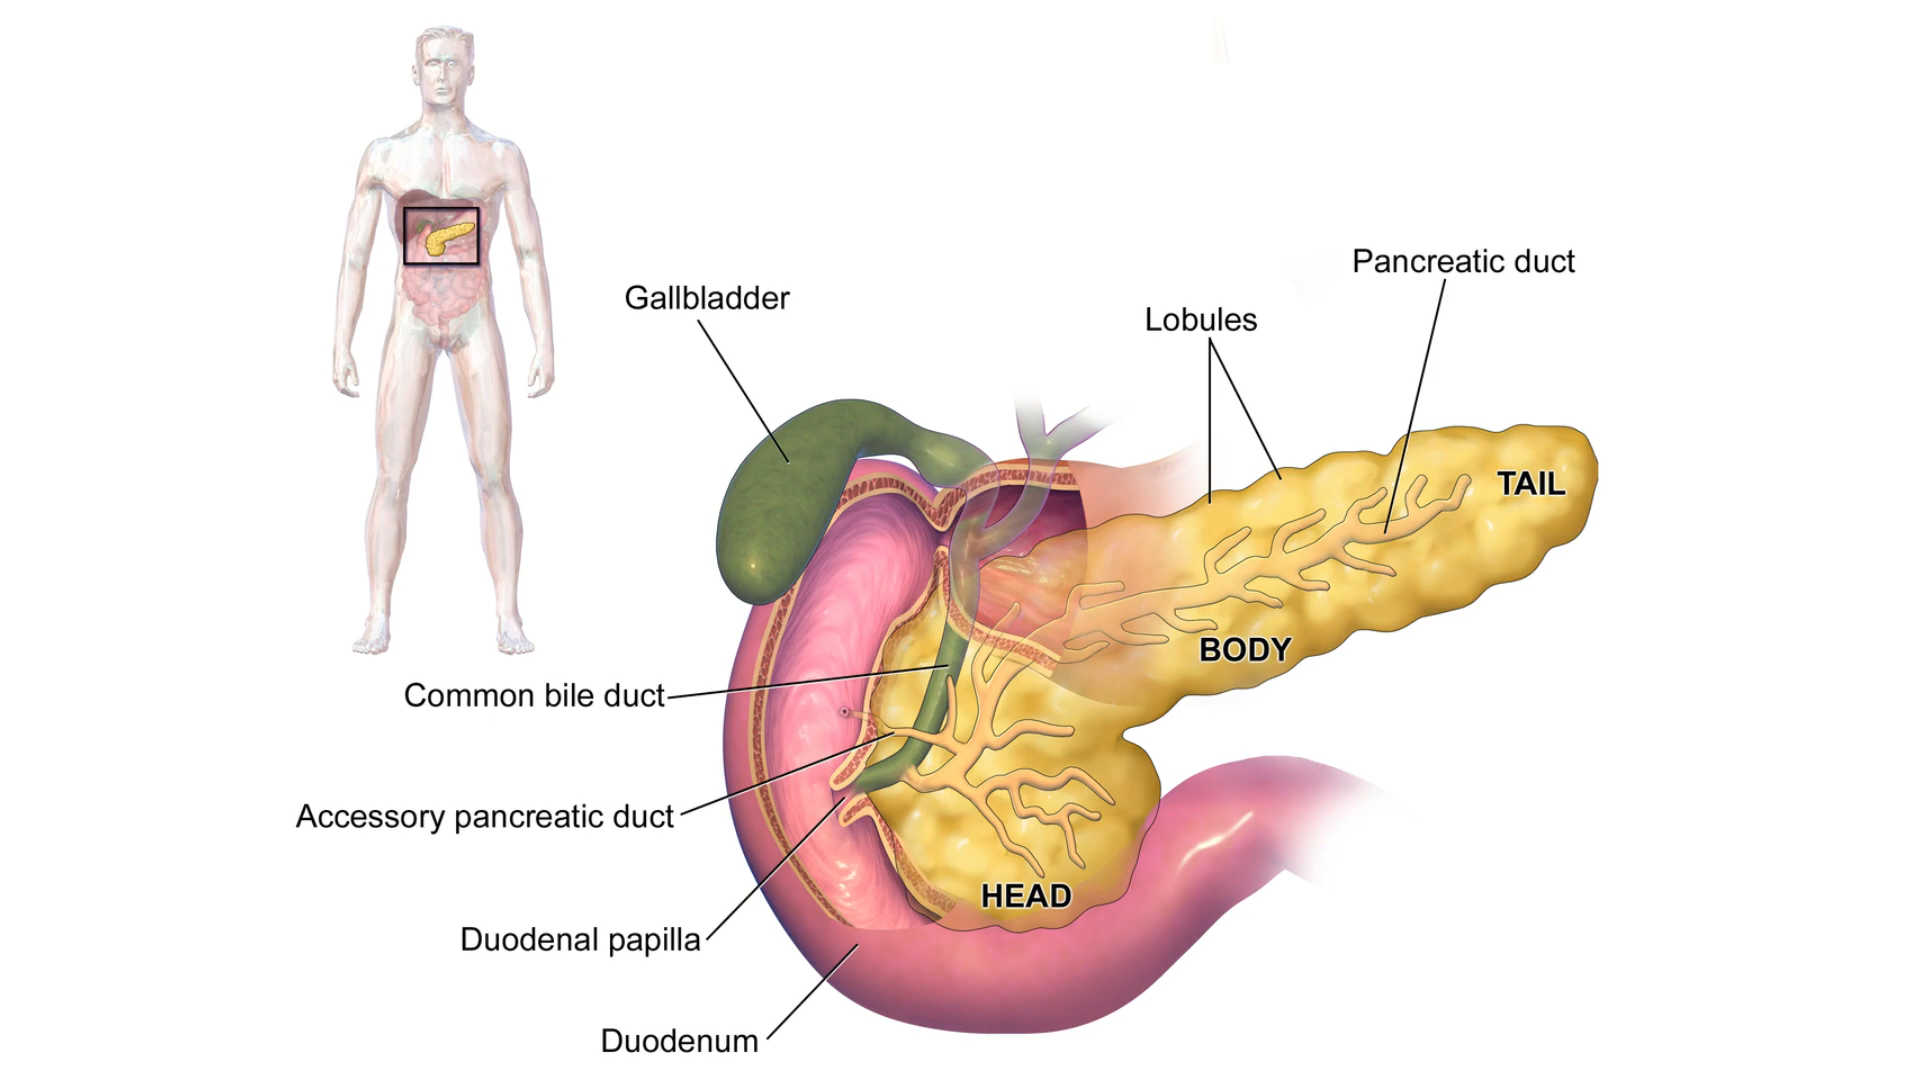 Pancreatic duct
Gallbladder
Lobules
TAIL
BODY
Common bile duct
Accessory pancreatic duct
HEAD
Duodenal papilla
Duodenum